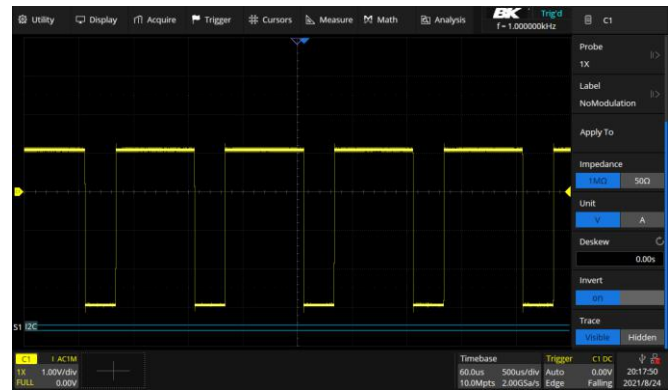 Utility Display Acquire Trigger Cursors Measure Math Analysis BK Trig'd C1
f = 1.000000kHz
Probe
1X
Label
NoModulation
Apply To
Impedance
1MΩ 50Ω
Unit
V A
Deskew
0.00s
Invert
on
Trace
Visible Hidden
S1 I2C
C1 I AC1M
1X 1.00V/div
FULL 0.00V
Timebase
60.0us 500us/div
10.0Mpts 2.00GSa/s
Trigger C1 DC
Auto 0.00V
Edge Falling
20:17:50
2021/8/24